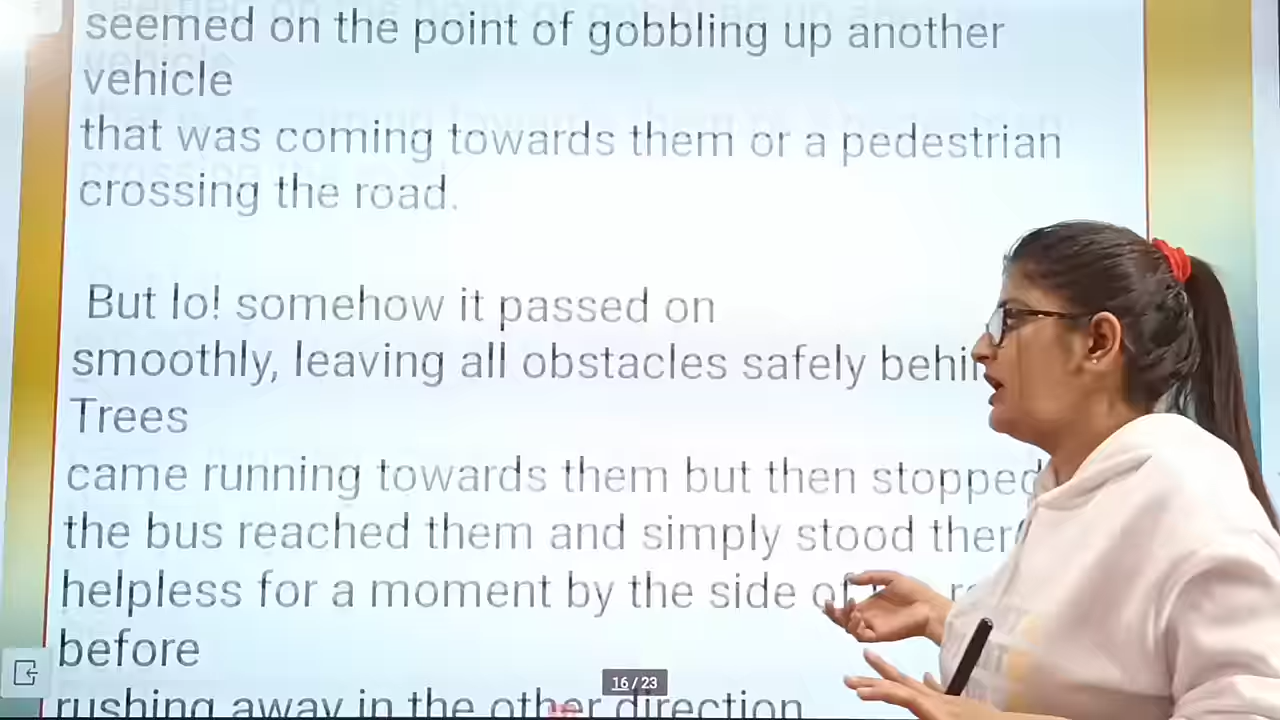 seemed on the point of gobbling up another
vehicle
that was coming towards them or a pedestrian
crossing the road.
But lo! somehow it passed on
smoothly, leaving all obstacles safely
Trees
came running towards them but then stopped
the bus reached them and simply stood
helpless for a moment by the side of
before
rushing away in the other direction
16 / 23